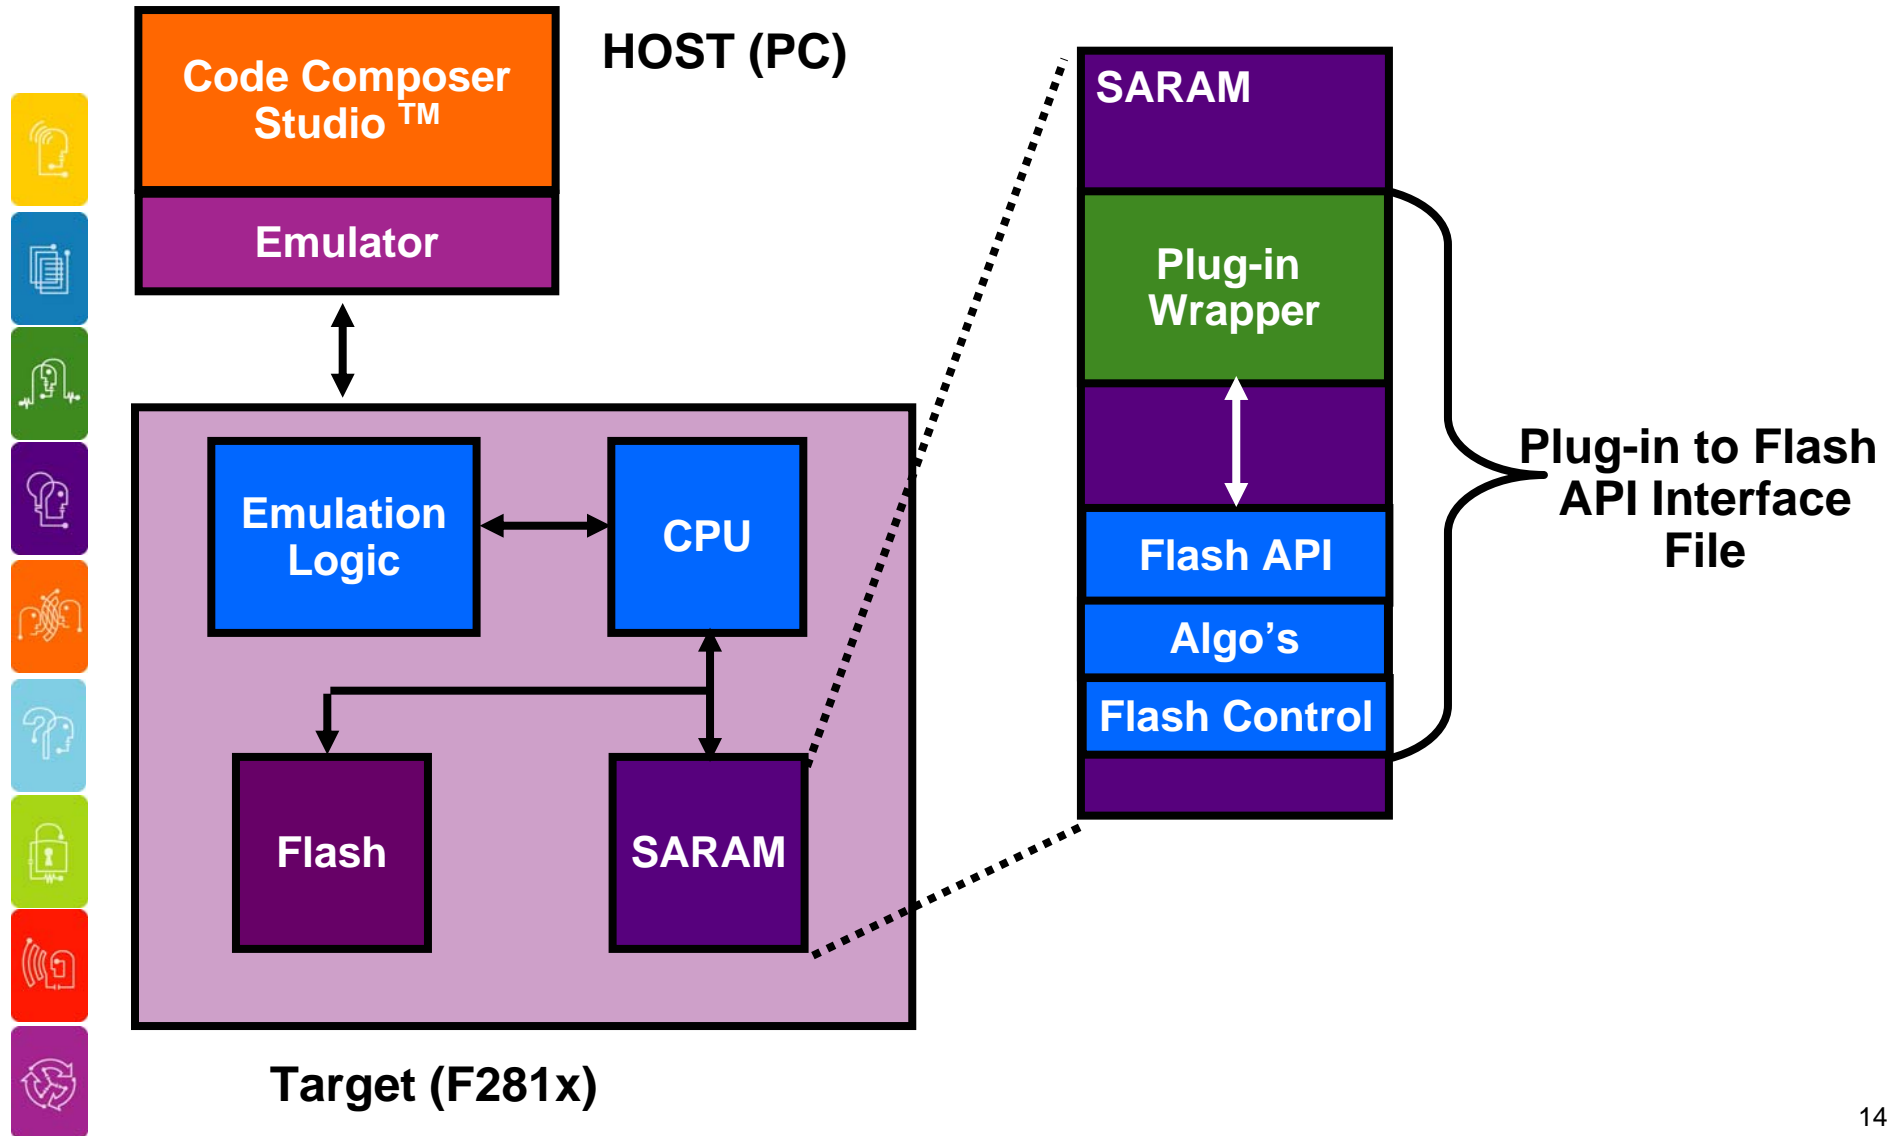 Code Composer
Studio TM
Emulator
HOST (PC)
Emulation
Logic
CPU
Flash
SARAM
Target (F281x)
SARAM
Plug-in
Wrapper
Flash API
Algo's
Flash Control
Plug-in to Flash
API Interface
File
14